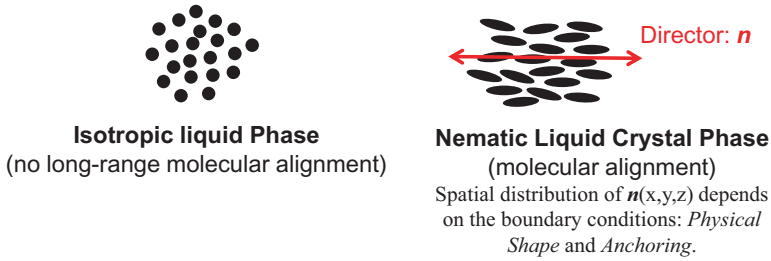 Director: n
Isotropic liquid Phase
(no long-range molecular alignment)
Nematic Liquid Crystal Phase
(molecular alignment)
Spatial distribution of n(x,y,z) depends
on the boundary conditions: Physical
Shape and Anchoring.